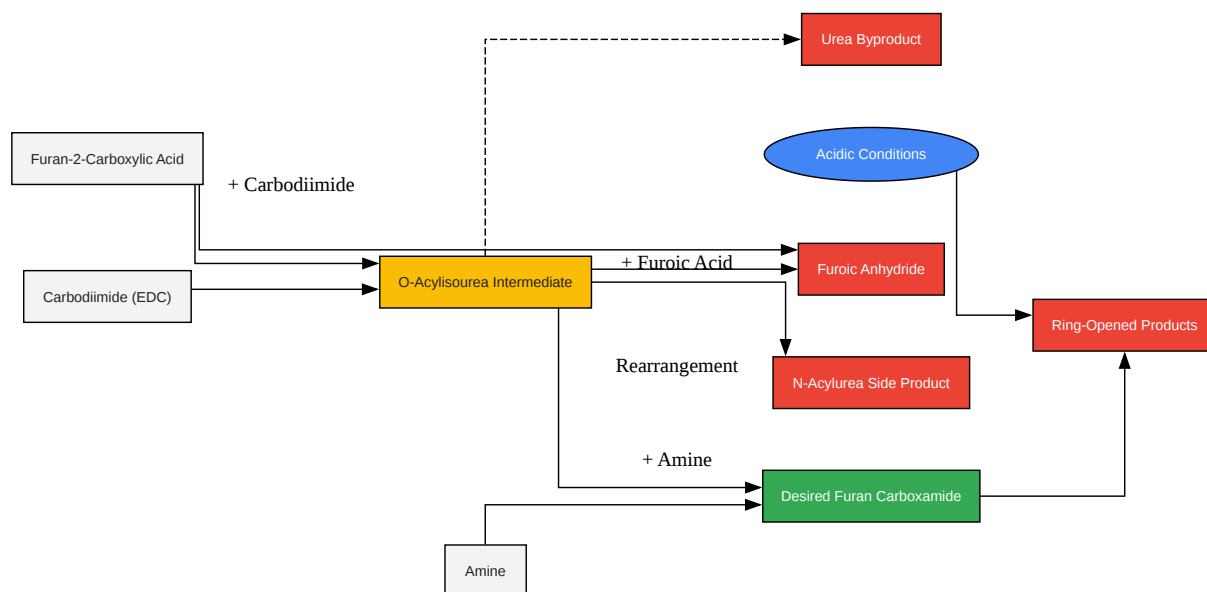 Urea Byproduct
Furan-2-Carboxylic Acid
Acidic Conditions
+ Carbodiimide
Carbodiimide (EDC)
O-Acylisourea Intermediate
+ Furoic Acid
Furoic Anhydride
Ring-Opened Products
Rearrangement
N-Acylurea Side Product
+ Amine
Desired Furan Carboxamide
Amine